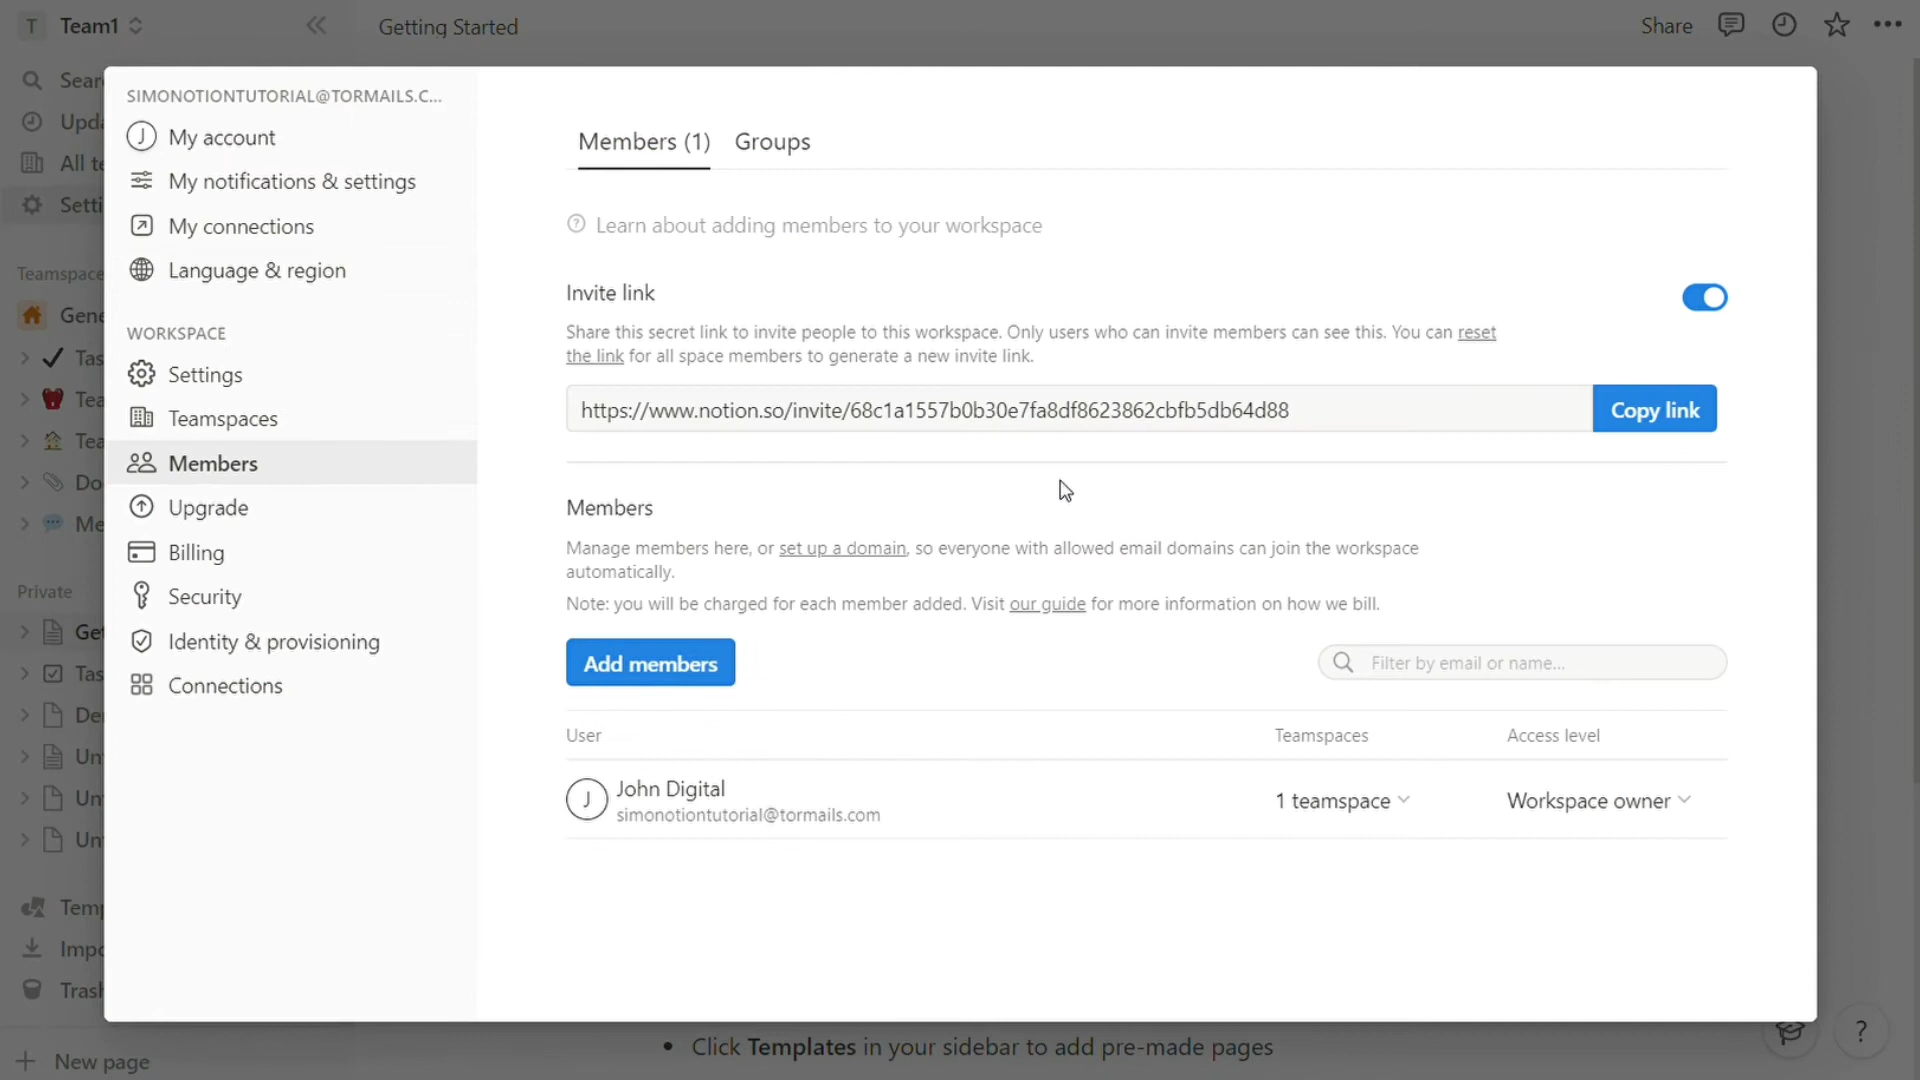 T Team1
Getting Started
Share
Sear
Upda
All te
Setti
Teamspace
Gene
Tas
Tea
Tea
Do
Me
Private
Get
Tas
De
Un
Un
Un
Temp
Impo
Trash
New page
SIMONOTIONTUTORIAL@TORMAILS.C...
J My account
My notifications & settings
My connections
Language & region
WORKSPACE
Settings
Teamspaces
Members
Upgrade
Billing
Security
Identity & provisioning
Connections
Members (1) Groups
Learn about adding members to your workspace
Invite link
Share this secret link to invite people to this workspace. Only users who can invite members can see this. You can reset
the link for all space members to generate a new invite link.
https://www.notion.so/invite/68c1a1557b0b30e7fa8df8623862cbfb5db64d88
Copy link
Members
Manage members here, or set up a domain, so everyone with allowed email domains can join the workspace
automatically.
Note: you will be charged for each member added. Visit our guide for more information on how we bill.
Add members
Filter by email or name...
User Teamspaces Access level
J John Digital
simonotiontutorial@tormails.com
1 teamspace
Workspace owner
• Click Templates in your sidebar to add pre-made pages
?